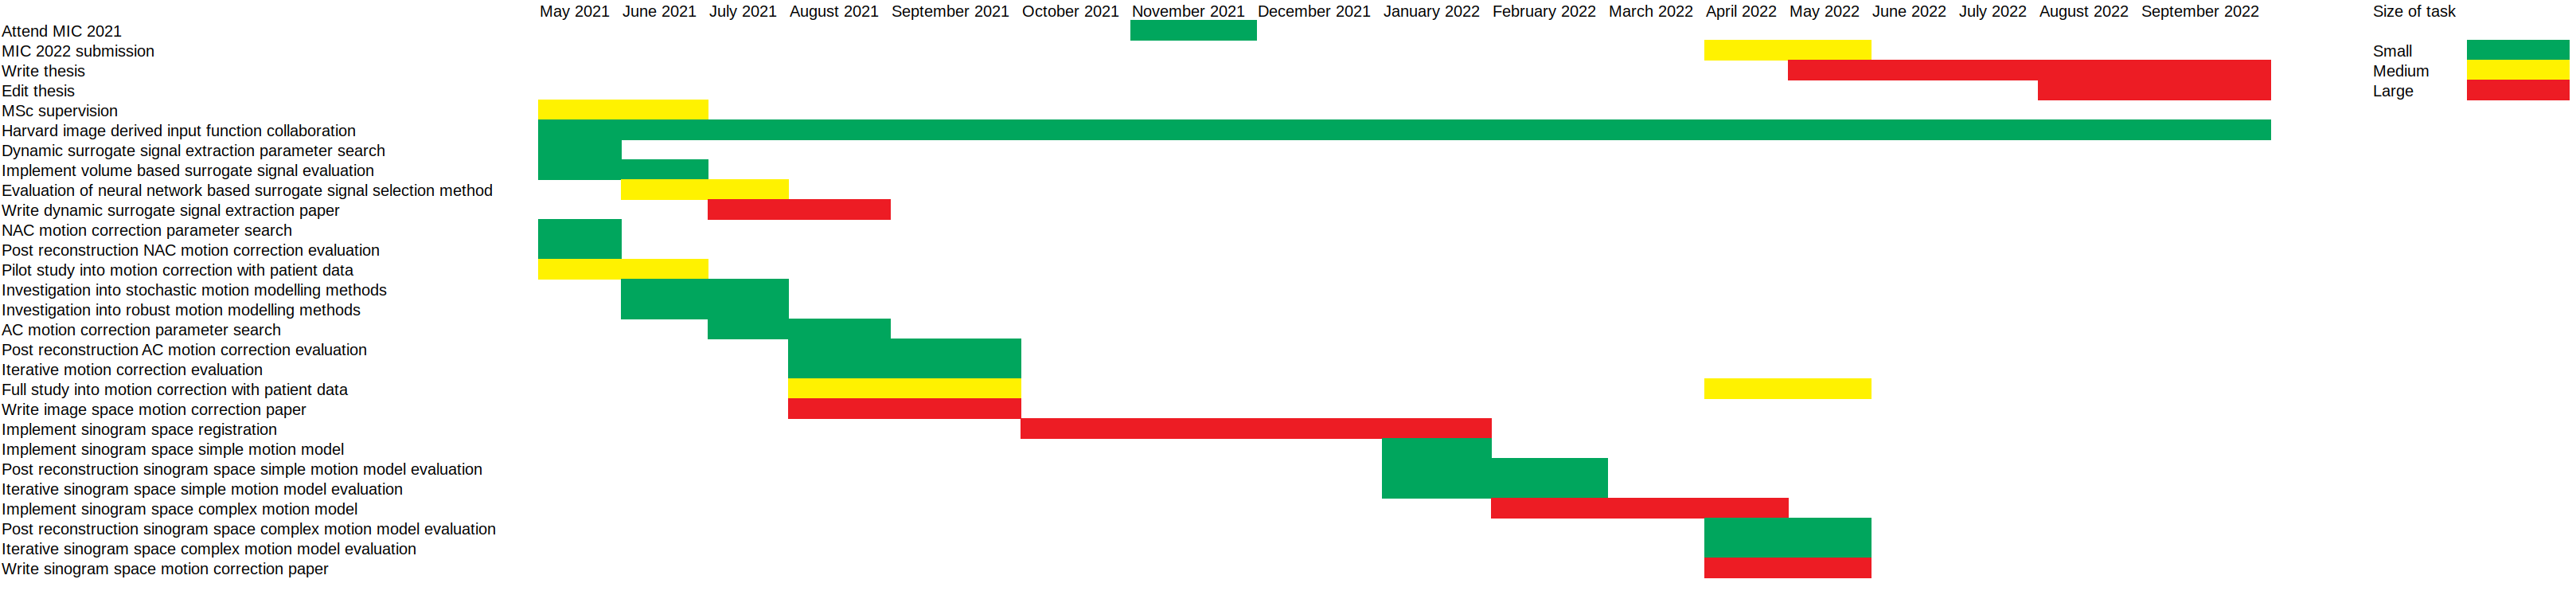 May 2021 June 2021 July 2021 August 2021 September 2021 October 2021 November 2021 December 2021 January 2022 February 2022 March 2022 April 2022 May 2022 June 2022 July 2022 August 2022 September 2022 Size of task
Attend MIC 2021
MIC 2022 submission Small
Write thesis Medium
Edit thesis Large
MSc supervision
Harvard image derived input function collaboration
Dynamic surrogate signal extraction parameter search
Implement volume based surrogate signal evaluation
Evaluation of neural network based surrogate signal selection method
Write dynamic surrogate signal extraction paper
NAC motion correction parameter search
Post reconstruction NAC motion correction evaluation
Pilot study into motion correction with patient data
Investigation into stochastic motion modelling methods
Investigation into robust motion modelling methods
AC motion correction parameter search
Post reconstruction AC motion correction evaluation
Iterative motion correction evaluation
Full study into motion correction with patient data
Write image space motion correction paper
Implement sinogram space registration
Implement sinogram space simple motion model
Post reconstruction sinogram space simple motion model evaluation
Iterative sinogram space simple motion model evaluation
Implement sinogram space complex motion model
Post reconstruction sinogram space complex motion model evaluation
Iterative sinogram space complex motion model evaluation
Write sinogram space motion correction paper